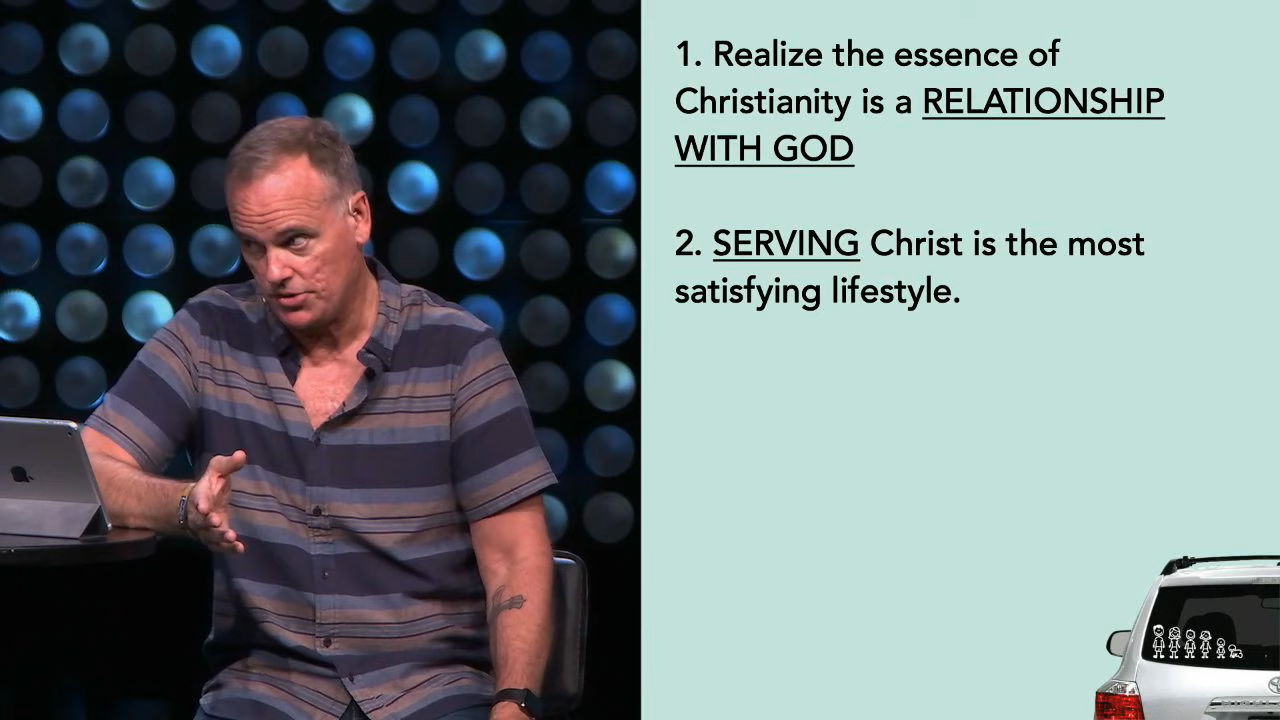 1. Realize the essence of
Christianity is a RELATIONSHIP
WITH GOD
2. SERVING Christ is the most
satisfying lifestyle.